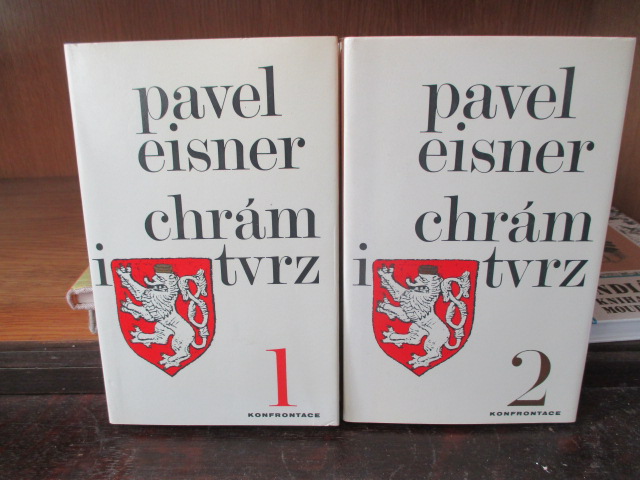 pavel
eisner
chrám
i tvrz
1
KONFRONTACE
pavel
eisner
chrám
i tvrz
2
KONFRONTACE